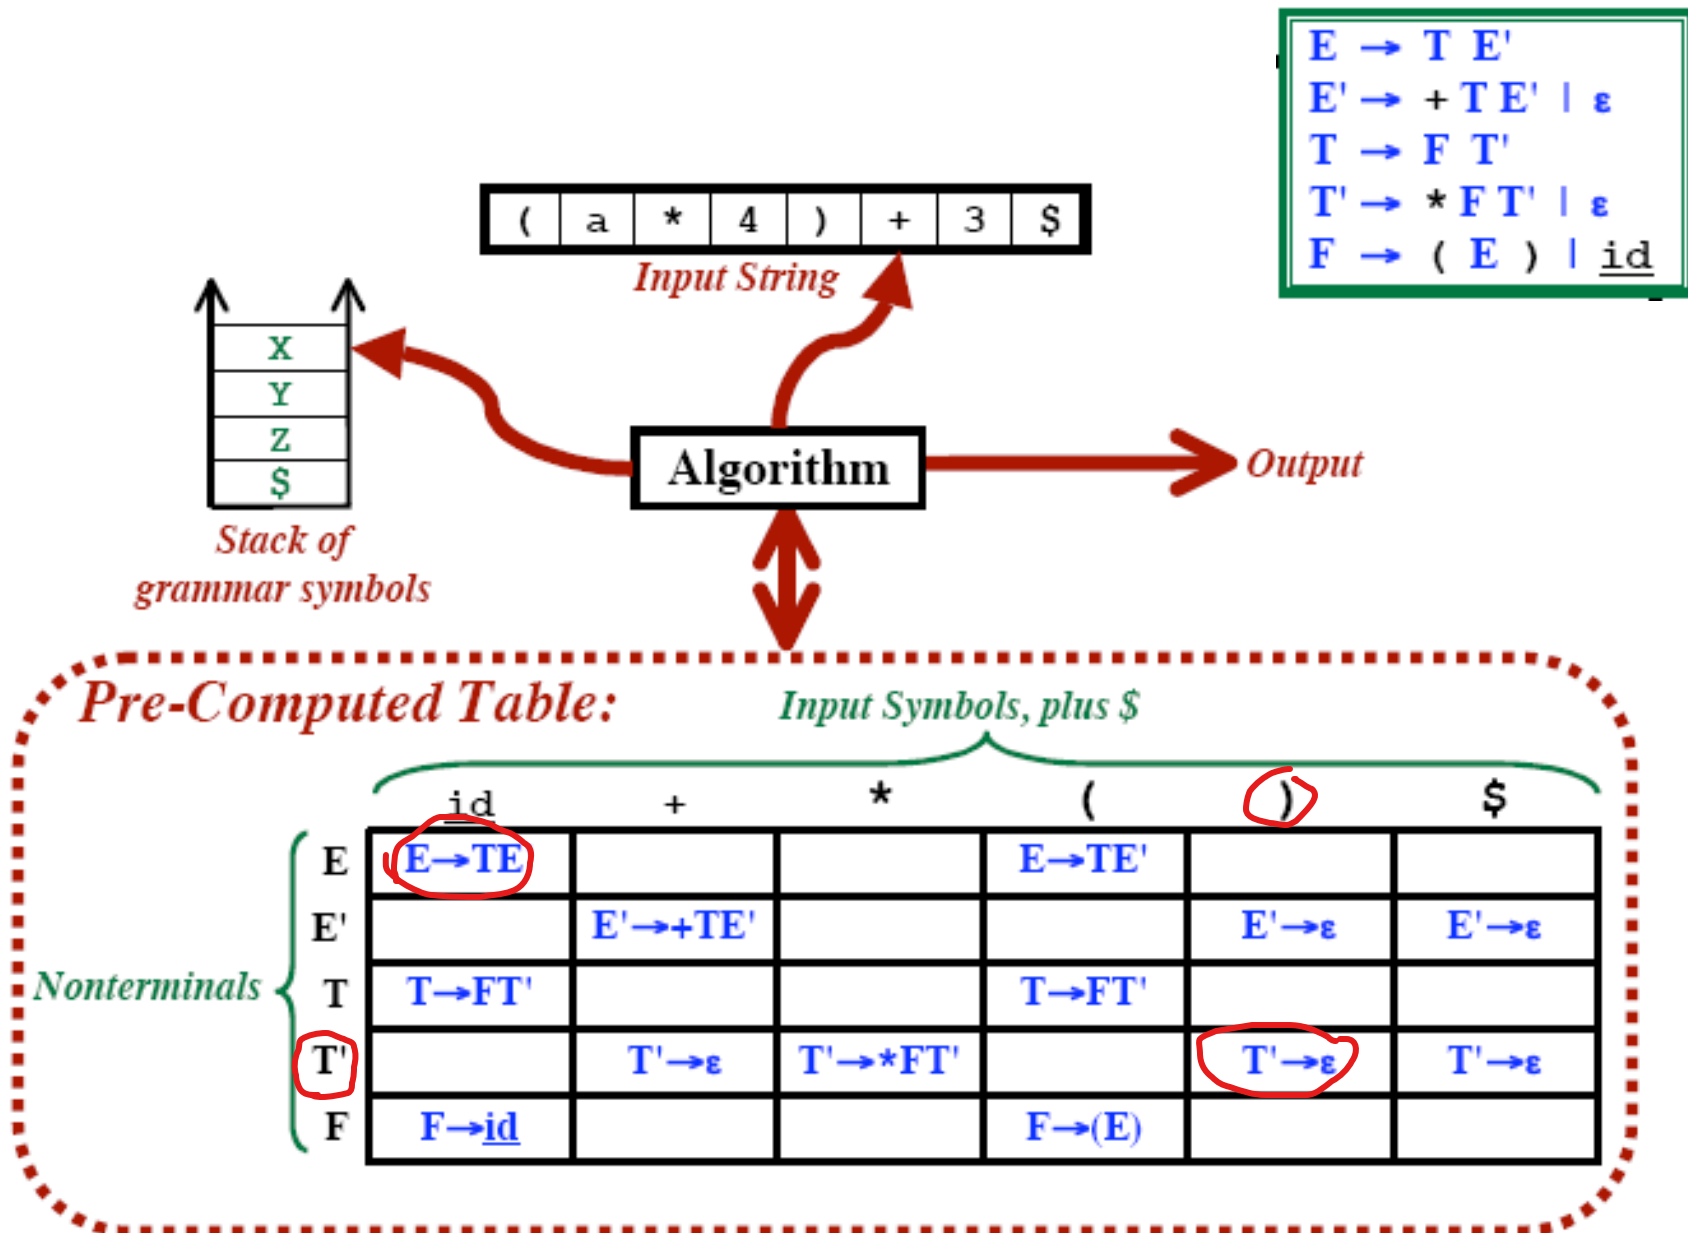 E → T E'
E' → + T E' | ε
T → F T'
T' → * F T' | ε
F → ( E ) | id
( a * 4 ) + 3 $
Input String
X
Y
Z
$
Stack of
grammar symbols
Algorithm
Output
Pre-Computed Table:
Input Symbols, plus $
id + * ( ) $
E E→TE E→TE'
E' E'→+TE' E'→ε E'→ε
Nonterminals
T T→FT' T→FT'
T' T'→ε T'→*FT' T'→ε T'→ε
F F→id F→(E)